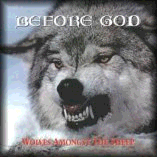 BEFORE GOD
WOLVES AMONGST THE SHEEP